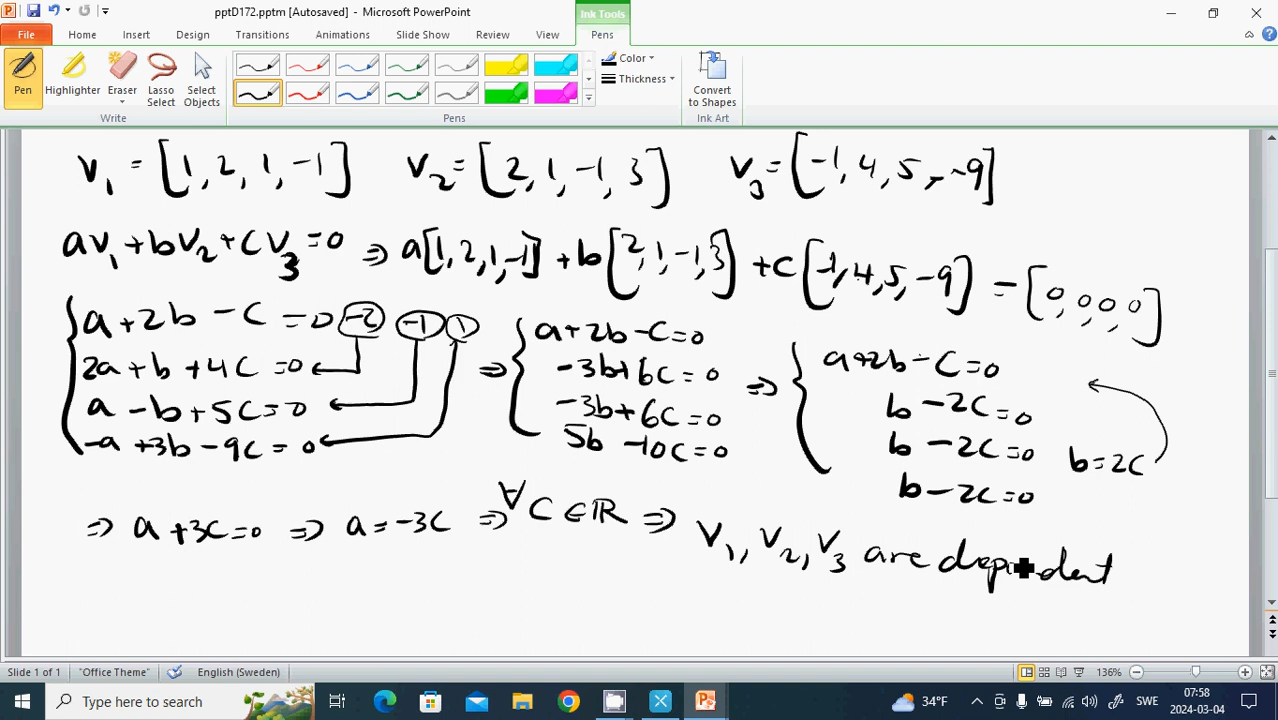 pptD172.pptm [Autosaved] - Microsoft PowerPoint
Ink Tools
File Home Insert Design Transitions Animations Slide Show Review View Pens
Pen Highlighter Eraser Lasso Select Select Objects
Color
Thickness
Convert to Shapes
Write Pens Ink Art
V₁ = [1, 2, 1, -1] V₂ = [2, 1, -1, 3] V₃ = [-1, 4, 5, -9]
aV₁ + bV₂ + cV₃ = 0 ⇒ a[1, 2, 1, -1] + b[2, 1, -1, 3] + c[-1, 4, 5, -9] = [0, 0, 0, 0]
a + 2b - c = 0 -2 -1 1
2a + b + 4c = 0
a - b + 5c = 0
-a + 3b - 9c = 0
⇒ a + 2b - c = 0
-3b + 6c = 0
-3b + 6c = 0
5b - 10c = 0
⇒ a + 2b - c = 0
b - 2c = 0
b - 2c = 0
b - 2c = 0
b = 2c
⇒ a + 3c = 0 ⇒ a = -3c ⇒ ∀ c ∈ ℝ ⇒ V₁, V₂, V₃ are dependent
Slide 1 of 1 "Office Theme" English (Sweden) 136%
Type here to search 34°F SWE 07:58
2024-03-04